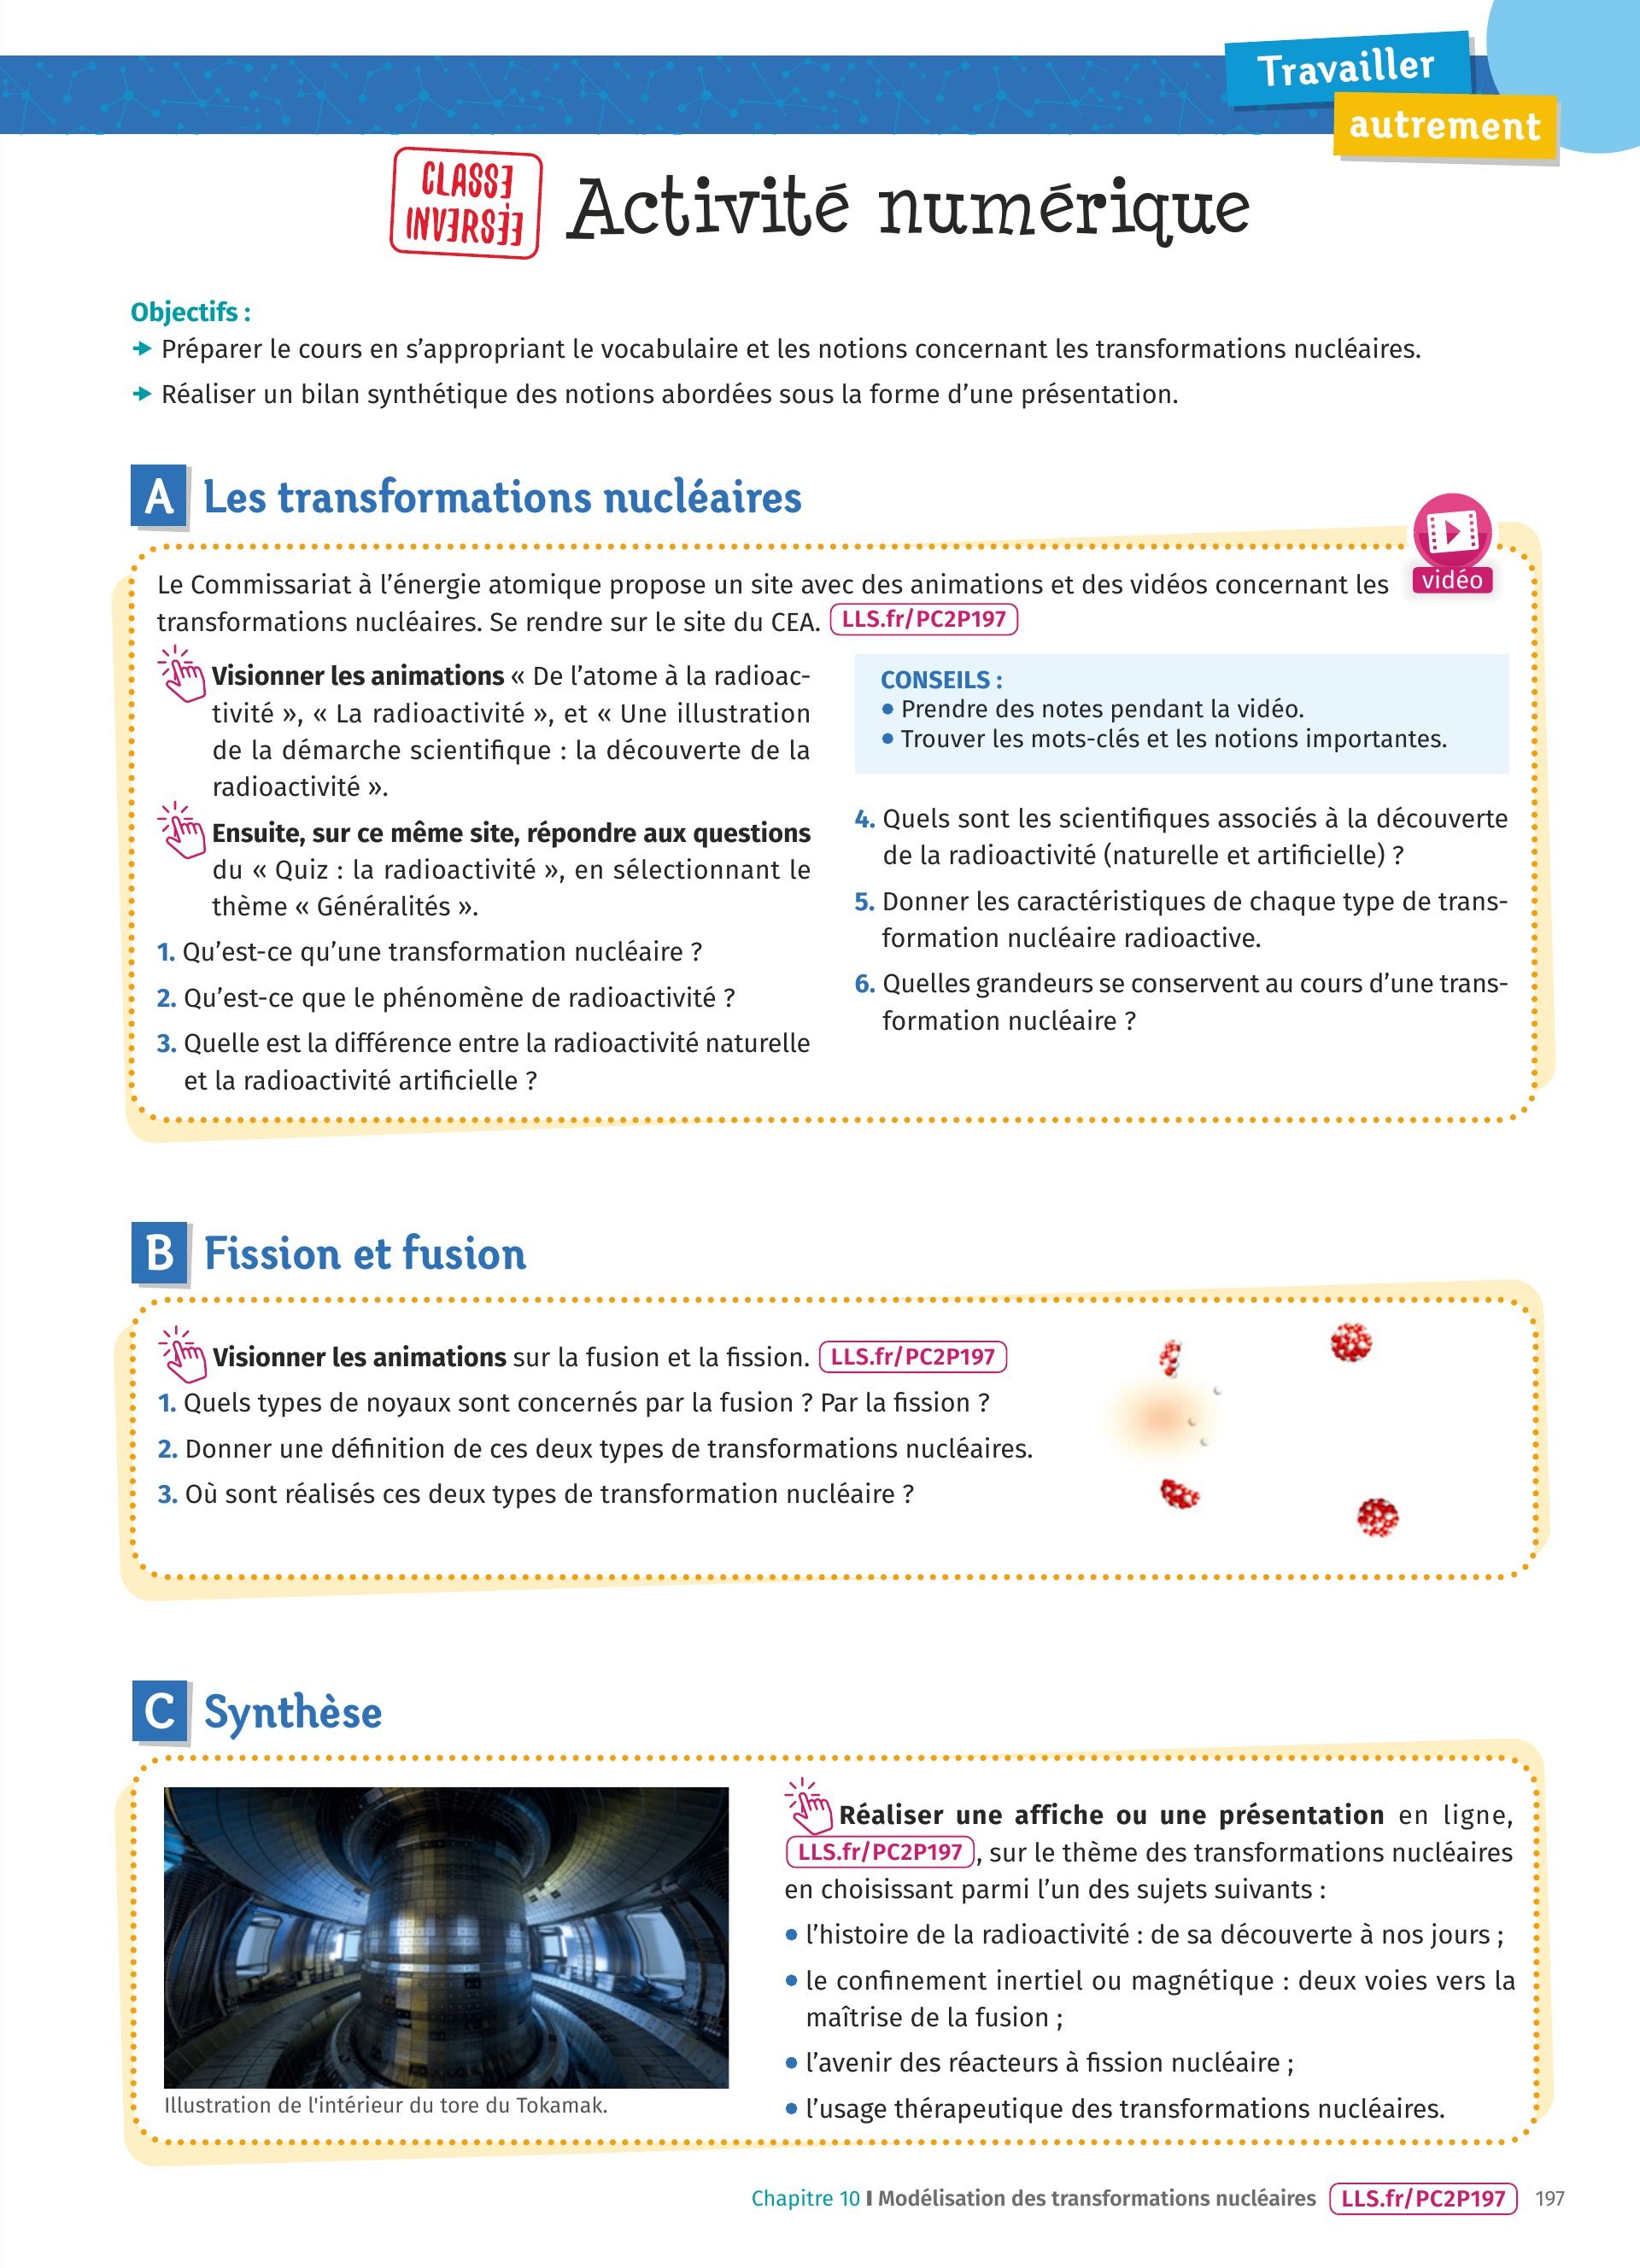 Travailler
autrement
CLASSE
INVERSÉE
Activité numérique
Objectifs :
Préparer le cours en s’appropriant le vocabulaire et les notions concernant les transformations nucléaires.
Réaliser un bilan synthétique des notions abordées sous la forme d’une présentation.
A Les transformations nucléaires
vidéo
Le Commissariat à l’énergie atomique propose un site avec des animations et des vidéos concernant les
transformations nucléaires. Se rendre sur le site du CEA. LLS.fr/PC2P197
Visionner les animations « De l’atome à la radioac-
tivité », « La radioactivité », et « Une illustration
de la démarche scientifique : la découverte de la
radioactivité ».
Ensuite, sur ce même site, répondre aux questions
du « Quiz : la radioactivité », en sélectionnant le
thème « Généralités ».
1. Qu’est-ce qu’une transformation nucléaire ?
2. Qu’est-ce que le phénomène de radioactivité ?
3. Quelle est la différence entre la radioactivité naturelle
et la radioactivité artificielle ?
CONSEILS :
• Prendre des notes pendant la vidéo.
• Trouver les mots-clés et les notions importantes.
4. Quels sont les scientifiques associés à la découverte
de la radioactivité (naturelle et artificielle) ?
5. Donner les caractéristiques de chaque type de trans-
formation nucléaire radioactive.
6. Quelles grandeurs se conservent au cours d’une trans-
formation nucléaire ?
B Fission et fusion
Visionner les animations sur la fusion et la fission. LLS.fr/PC2P197
1. Quels types de noyaux sont concernés par la fusion ? Par la fission ?
2. Donner une définition de ces deux types de transformations nucléaires.
3. Où sont réalisés ces deux types de transformation nucléaire ?
C Synthèse
Illustration de l'intérieur du tore du Tokamak.
Réaliser une affiche ou une présentation en ligne,
LLS.fr/PC2P197, sur le thème des transformations nucléaires
en choisissant parmi l’un des sujets suivants :
• l’histoire de la radioactivité : de sa découverte à nos jours ;
• le confinement inertiel ou magnétique : deux voies vers la
maîtrise de la fusion ;
• l’avenir des réacteurs à fission nucléaire ;
• l’usage thérapeutique des transformations nucléaires.
Chapitre 10 I Modélisation des transformations nucléaires LLS.fr/PC2P197 197